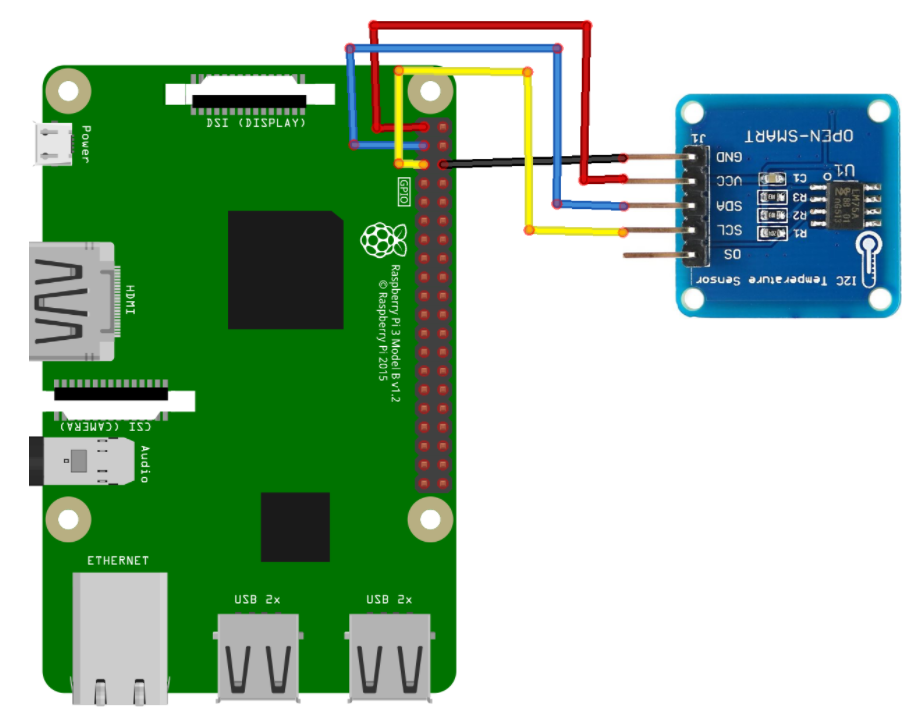 DSI (DISPLAY)
Power
HDMI
GPIO
Raspberry Pi 3 Model B v1.2
© Raspberry Pi 2015
CSI (CAMERA)
Audio
ETHERNET
USB 2x
USB 2x
OPEN-SMART
J1
GND
VCC
SDA
SCL
OS
C1
R3
R2
R1
U1
LM75A
I2C Temperature Sensor